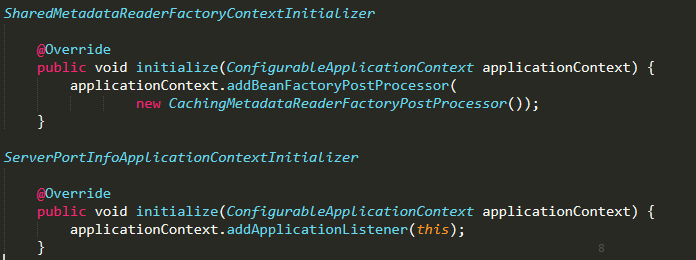 SharedMetadataReaderFactoryContextInitializer
@Override
public void initialize(ConfigurableApplicationContext applicationContext) {
applicationContext.addBeanFactoryPostProcessor(
new CachingMetadataReaderFactoryPostProcessor());
}
ServerPortInfoApplicationContextInitializer
@Override
public void initialize(ConfigurableApplicationContext applicationContext) {
applicationContext.addApplicationListener(this);
}
8